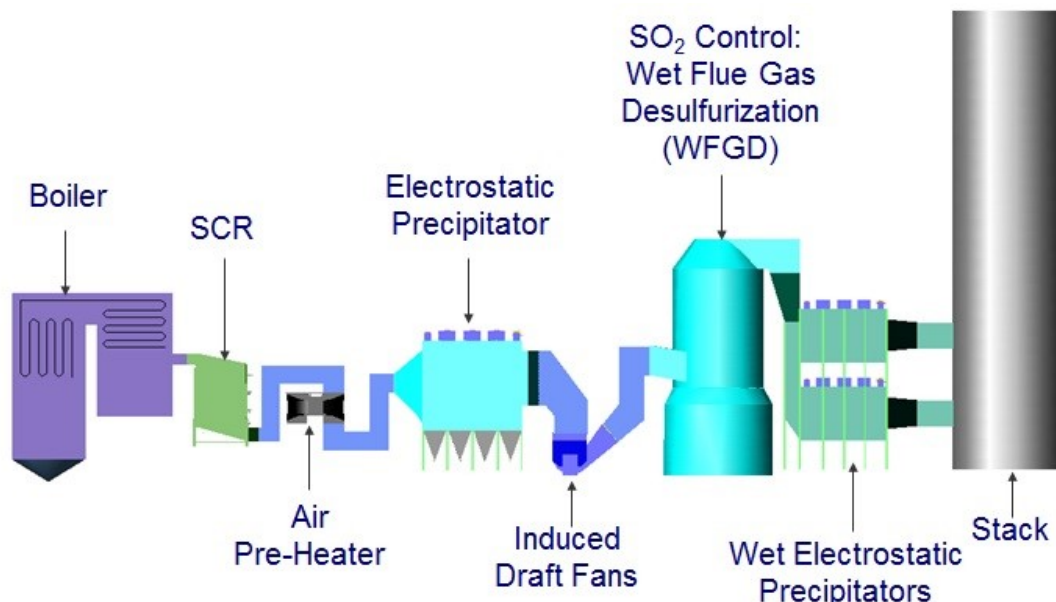 SO₂ Control:
Wet Flue Gas
Desulfurization
(WFGD)
Electrostatic
Precipitator
Boiler
SCR
Air
Pre-Heater
Induced
Draft Fans
Wet Electrostatic
Precipitators
Stack